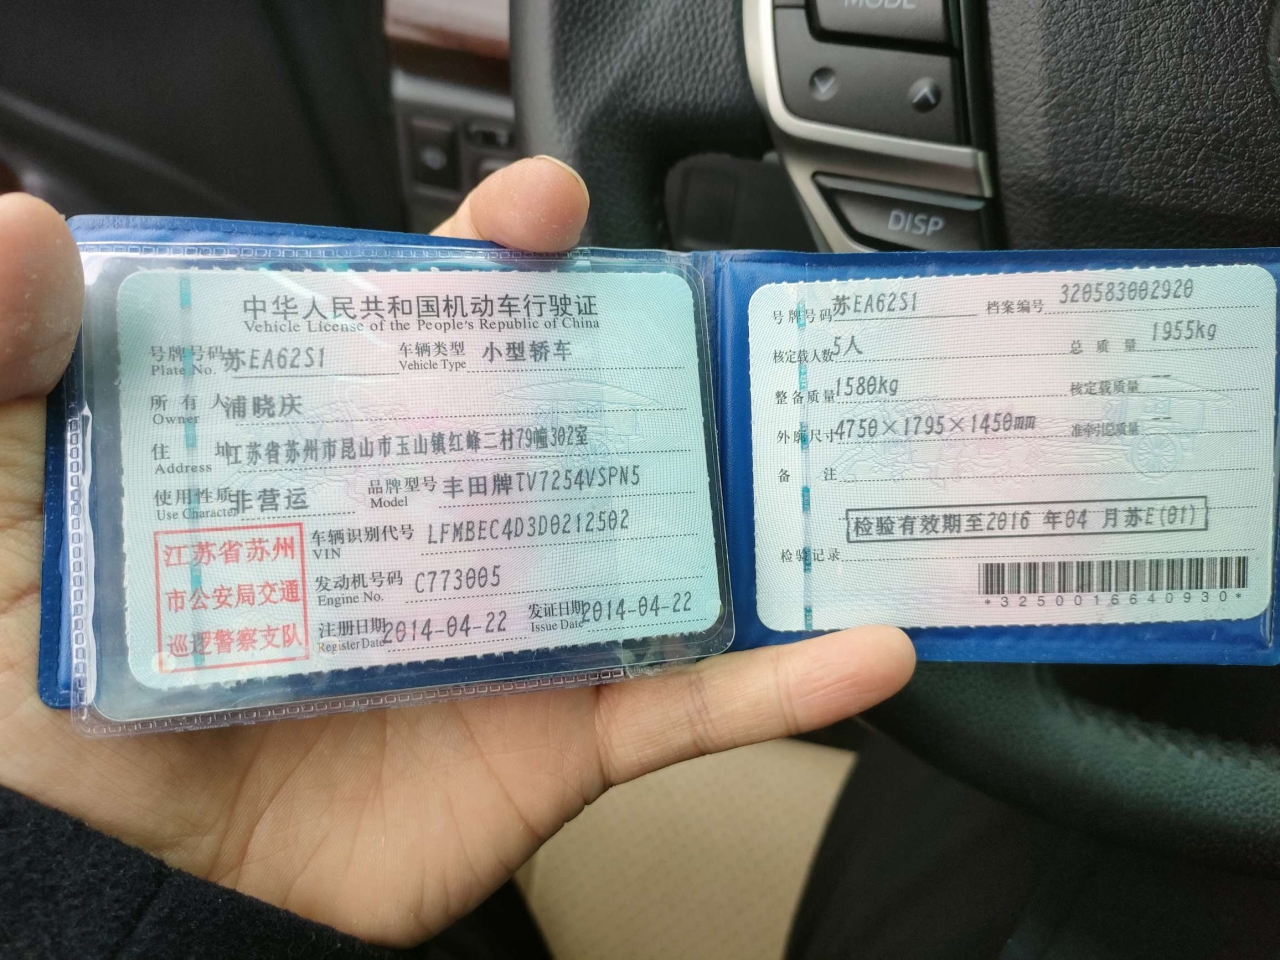 MODE
DISP
中华人民共和国机动车行驶证
Vehicle License of the People's Republic of China
号牌号码 苏EA62S1 车辆类型 小型轿车
Plate No. Vehicle Type
所有人 浦晓庆
Owner
住址 江苏省苏州市昆山市玉山镇红峰二村79幢302室
Address
使用性质 非营运 品牌型号 丰田牌TV7254VSPN5
Use Character Model
江苏省苏州
市公安局交通
巡逻警察支队
车辆识别代号 LFMBEC4D3D0212502
VIN
发动机号码 C773005
Engine No.
注册日期 2014-04-22 发证日期 2014-04-22
Register Date Issue Date
号牌号码 苏EA62S1 档案编号 320583002920
核定载人数 5人 总质量 1955kg
整备质量 1580kg 核定载质量 --
外廓尺寸 4750×1795×1450mm 准牵引总质量 --
备注
检验有效期至2016 年04 月苏E(01)
检验记录
*3250016640930*